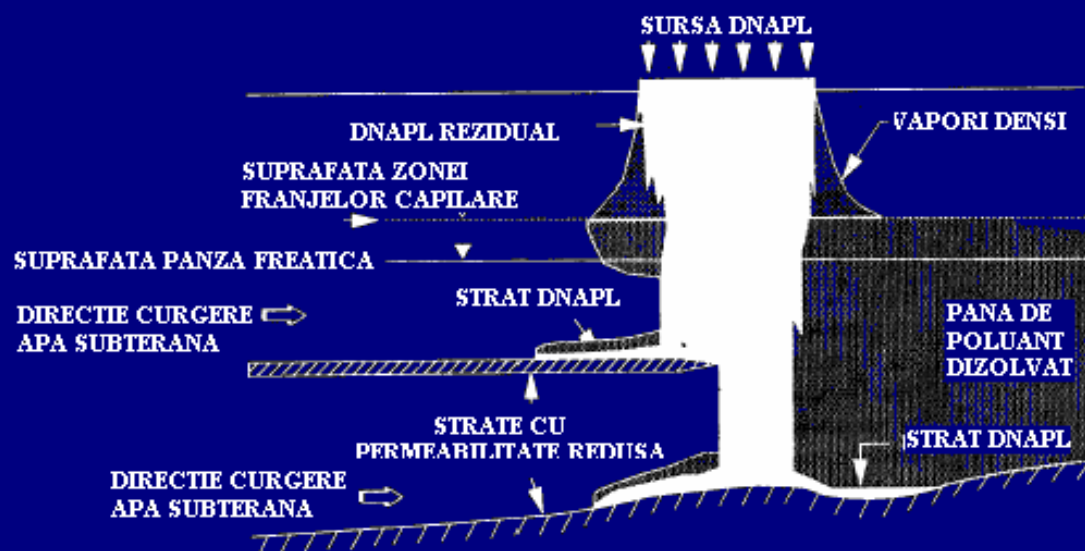 SURSA DNAPL
DNAPL REZIDUAL
VAPORI DENSI
SUPRAFATA ZONEI
FRANJELOR CAPILARE
SUPRAFATA PANZA FREATICA
STRAT DNAPL
DIRECTIE CURGERE
APA SUBTERANA
PANA DE
POLUANT
DIZOLVAT
STRATE CU
PERMEABILITATE REDUSA
STRAT DNAPL
DIRECTIE CURGERE
APA SUBTERANA